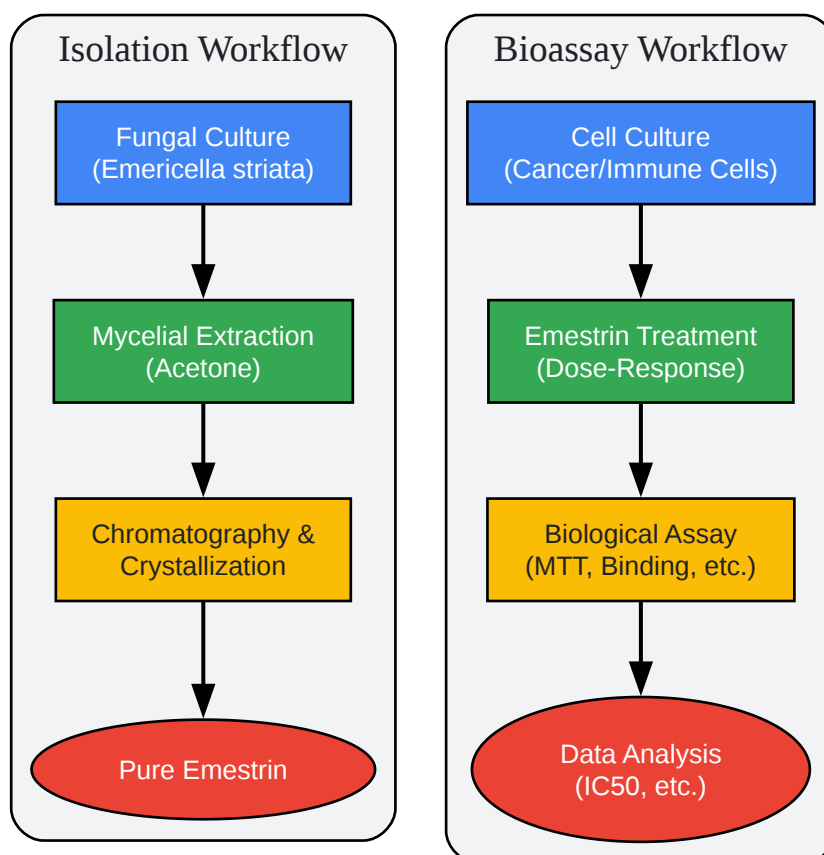 Isolation Workflow
Fungal Culture
(Emericella striata)
Mycelial Extraction
(Acetone)
Chromatography &
Crystallization
Pure Emestrin
Bioassay Workflow
Cell Culture
(Cancer/Immune Cells)
Emestrin Treatment
(Dose-Response)
Biological Assay
(MTT, Binding, etc.)
Data Analysis
(IC50, etc.)